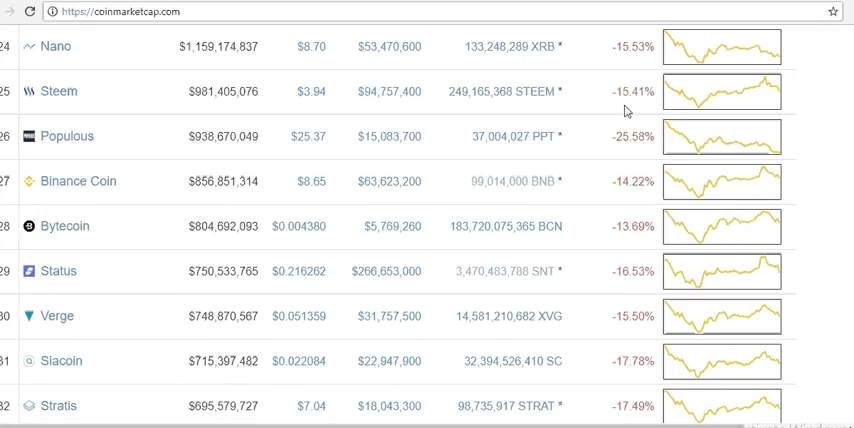 https://coinmarketcap.com
24 Nano $1,159,174,837 $8.70 $53,470,600 133,248,289 XRB * -15.53%
25 Steem $981,405,076 $3.94 $94,757,400 249,165,368 STEEM * -15.41%
26 Populous $938,670,049 $25.37 $15,083,700 37,004,027 PPT * -25.58%
27 Binance Coin $856,851,314 $8.65 $63,623,200 99,014,000 BNB * -14.22%
28 Bytecoin $804,692,093 $0.004380 $5,769,260 183,720,075,365 BCN -13.69%
29 Status $750,533,765 $0.216262 $266,653,000 3,470,483,788 SNT * -16.53%
30 Verge $748,870,567 $0.051359 $31,757,500 14,581,210,682 XVG -15.50%
31 Siacoin $715,397,482 $0.022084 $22,947,900 32,394,526,410 SC -17.78%
32 Stratis $695,579,727 $7.04 $18,043,300 98,735,917 STRAT * -17.49%